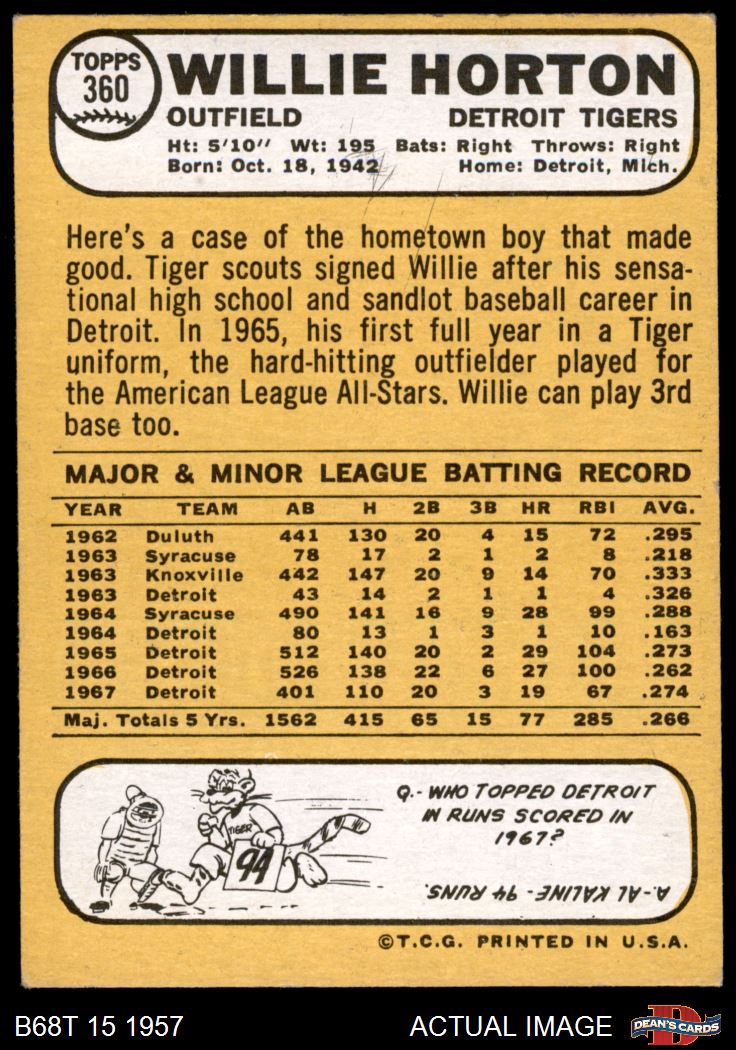 TOPPS
360
WILLIE HORTON
OUTFIELD DETROIT TIGERS
Ht: 5'10" Wt: 195 Bats: Right Throws: Right
Born: Oct. 18, 1942 Home: Detroit, Mich.
Here's a case of the hometown boy that made
good. Tiger scouts signed Willie after his sensa-
tional high school and sandlot baseball career in
Detroit. In 1965, his first full year in a Tiger
uniform, the hard-hitting outfielder played for
the American League All-Stars. Willie can play 3rd
base too.
MAJOR & MINOR LEAGUE BATTING RECORD
YEAR TEAM AB H 2B 3B HR RBI AVG.
1962 Duluth 441 130 20 4 15 72 .295
1963 Syracuse 78 17 2 1 2 8 .218
1963 Knoxville 442 147 20 9 14 70 .333
1963 Detroit 43 14 2 1 1 4 .326
1964 Syracuse 490 141 16 9 28 99 .288
1964 Detroit 80 13 1 3 1 10 .163
1965 Detroit 512 140 20 2 29 104 .273
1966 Detroit 526 138 22 6 27 100 .262
1967 Detroit 401 110 20 3 19 67 .274
Maj. Totals 5 Yrs. 1562 415 65 15 77 285 .266
TIGER
94
Q.- WHO TOPPED DETROIT
IN RUNS SCORED IN
1967?
A.- AL KALINE - 94 RUNS.
©T.C.G. PRINTED IN U.S.A.
B68T 15 1957 ACTUAL IMAGE
DEAN'S CARDS